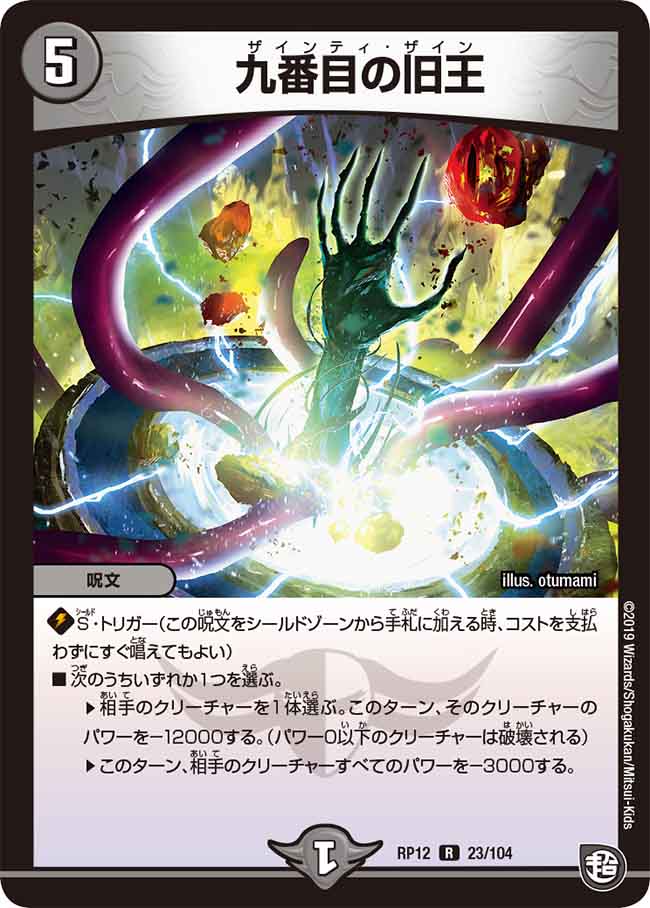 5
ザインティ・ザイン
九番目の旧王
呪文
illus. otumami
S・トリガー(この呪文をシールドゾーンから手札に加える時、コストを支払
わずにすぐ唱えてもよい)
■ 次のうちいずれか1つを選ぶ。
▶相手のクリーチャーを1体選ぶ。このターン、そのクリーチャーの
パワーを-12000する。(パワー0以下のクリーチャーは破壊される)
▶このターン、相手のクリーチャーすべてのパワーを-3000する。
©2019 Wizards/Shogakukan/Mitsui-Kids
1
RP12 R 23/104
超